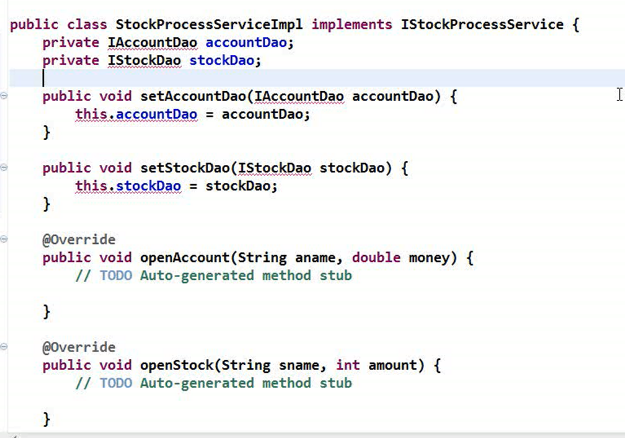 public class StockProcessServiceImpl implements IStockProcessService {
private IAccountDao accountDao;
private IStockDao stockDao;
public void setAccountDao(IAccountDao accountDao) {
this.accountDao = accountDao;
}
public void setStockDao(IStockDao stockDao) {
this.stockDao = stockDao;
}
@Override
public void openAccount(String aname, double money) {
// TODO Auto-generated method stub
}
@Override
public void openStock(String sname, int amount) {
// TODO Auto-generated method stub
}